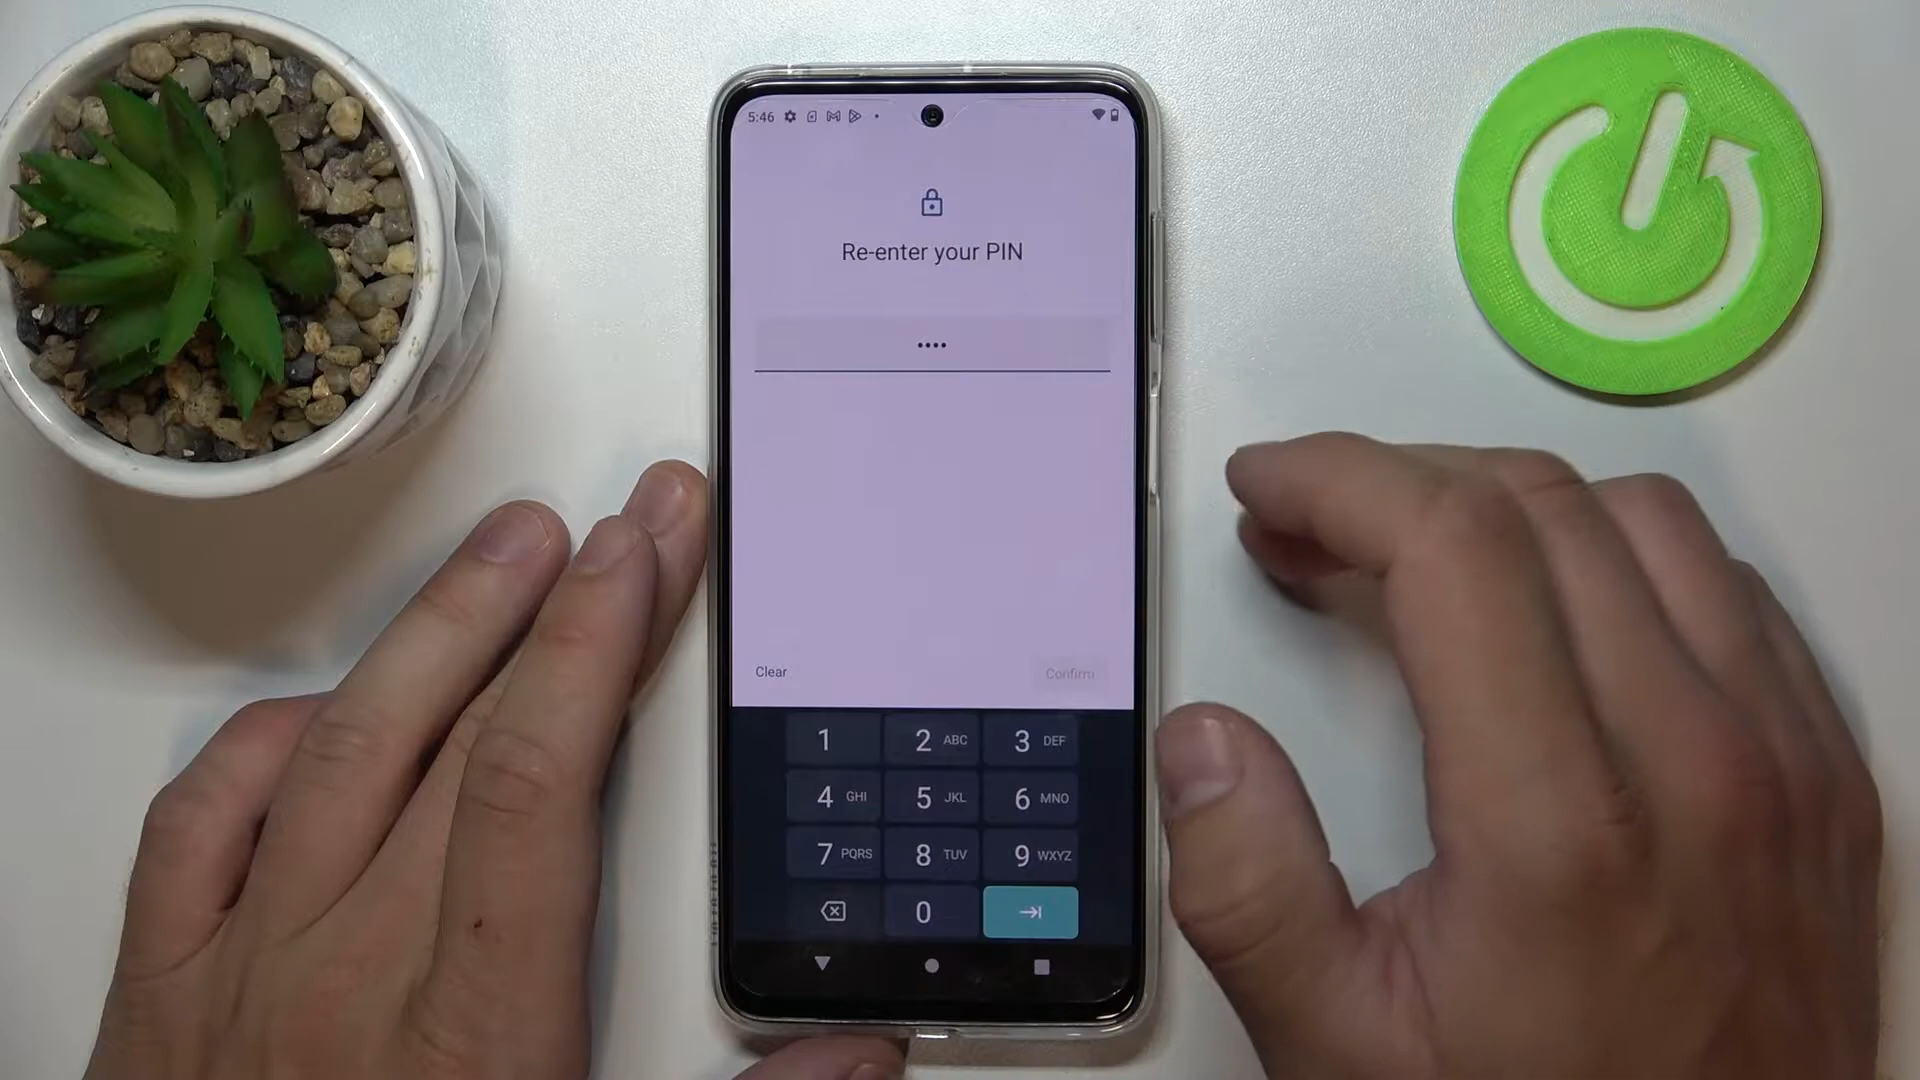 5:46
Re-enter your PIN
••••
Clear
Confirm
1
2 ABC
3 DEF
4 GHI
5 JKL
6 MNO
7 PQRS
8 TUV
9 WXYZ
0